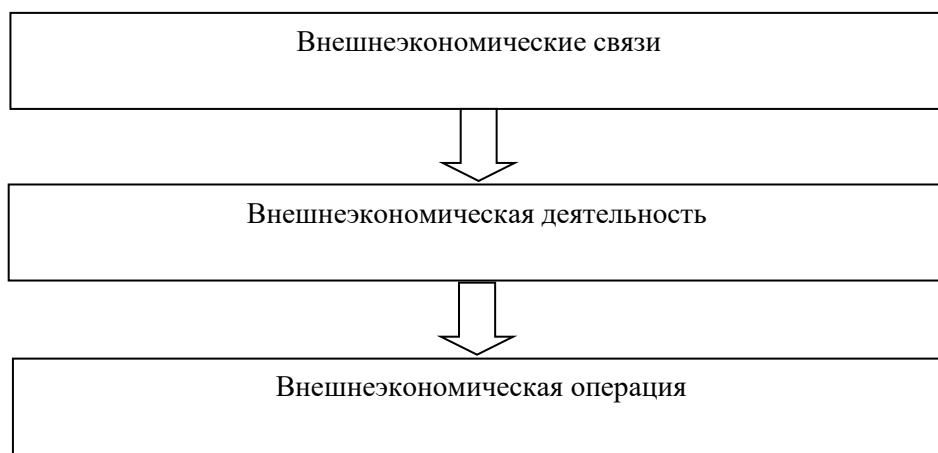 Внешнеэкономические связи
Внешнеэкономическая деятельность
Внешнеэкономическая операция